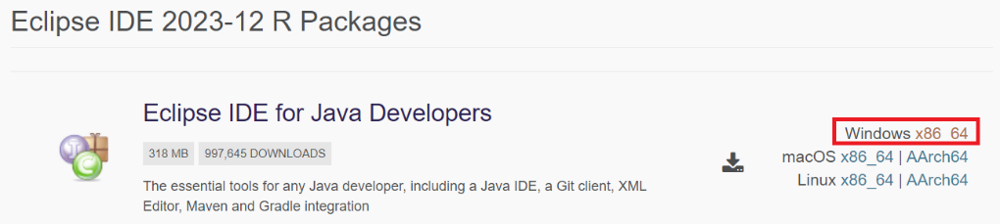 Eclipse IDE 2023-12 R Packages
Eclipse IDE for Java Developers
318 MB 997,645 DOWNLOADS
The essential tools for any Java developer, including a Java IDE, a Git client, XML
Editor, Maven and Gradle integration
Windows x86_64
macOS x86_64 | AArch64
Linux x86_64 | AArch64